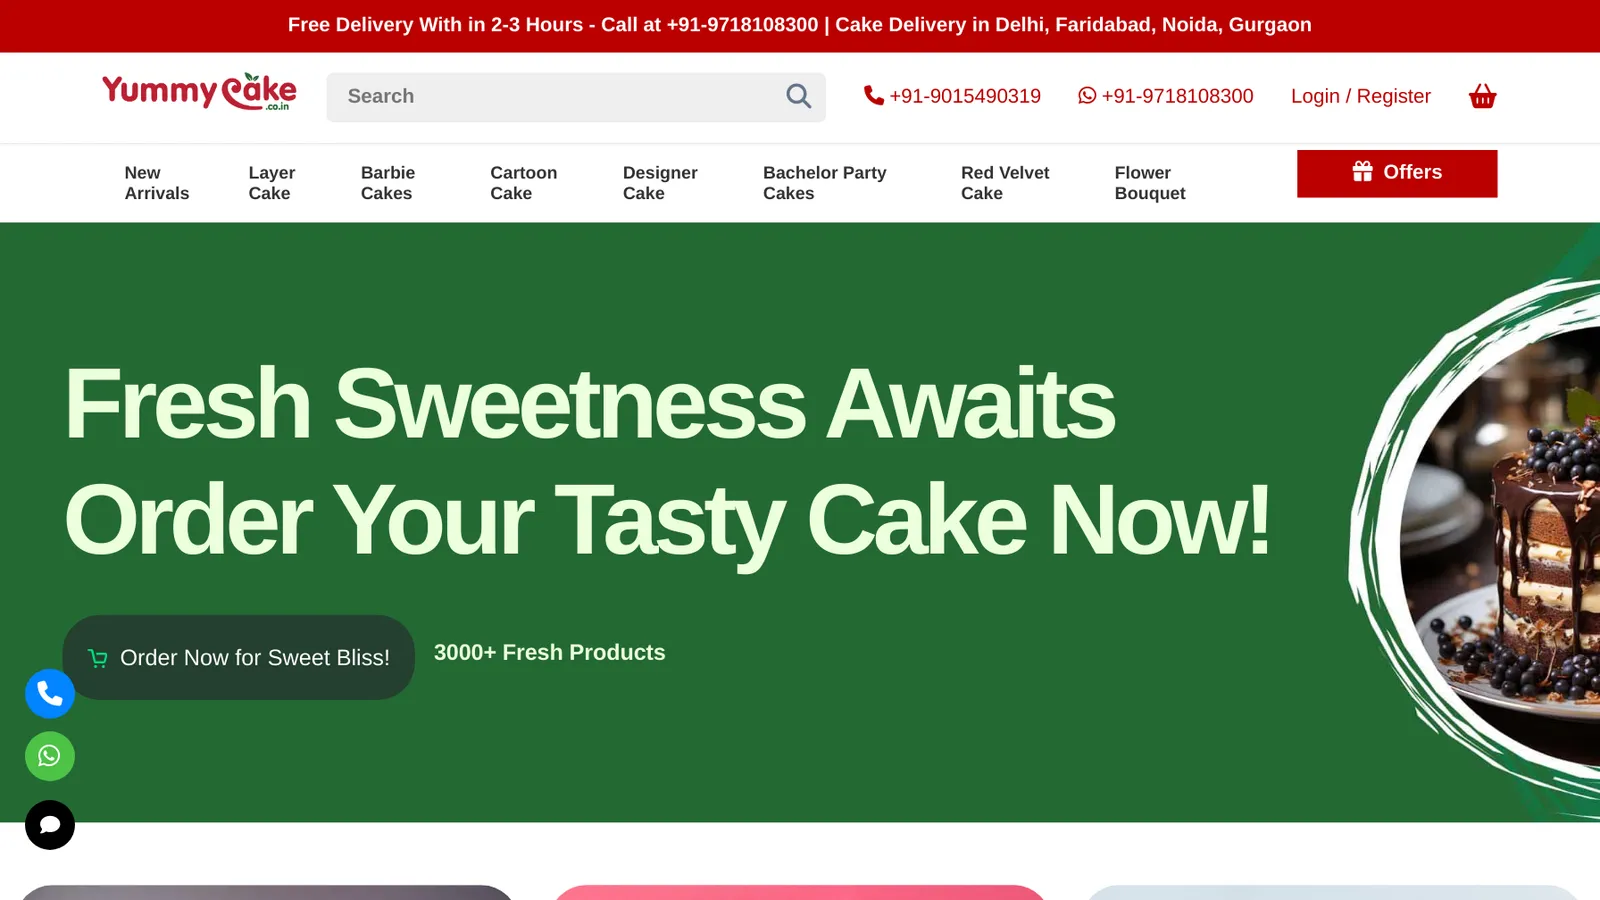 Free Delivery With in 2-3 Hours - Call at +91-9718108300 | Cake Delivery in Delhi, Faridabad, Noida, Gurgaon
YummyCake
.co.in
Search
+91-9015490319
+91-9718108300
Login / Register
New
Arrivals
Layer
Cake
Barbie
Cakes
Cartoon
Cake
Designer
Cake
Bachelor Party
Cakes
Red Velvet
Cake
Flower
Bouquet
Offers
Fresh Sweetness Awaits
Order Your Tasty Cake Now!
Order Now for Sweet Bliss!
3000+ Fresh Products